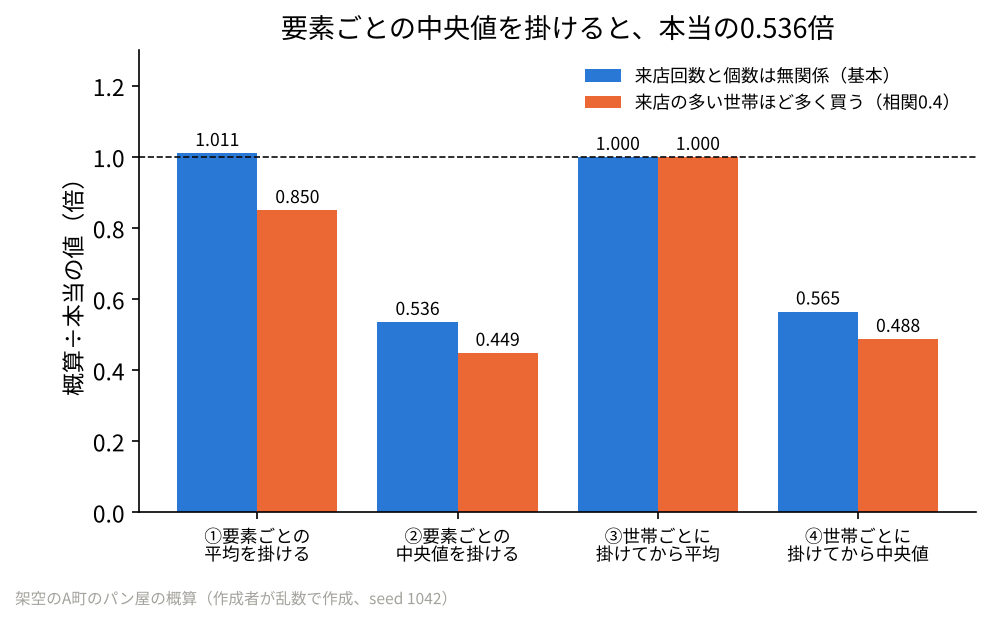 要素ごとの中央値を掛けると、本当の0.536倍
来店回数と個数は無関係（基本）
来店の多い世帯ほど多く買う（相関0.4）
概算÷本当の値（倍）
1.2
1.0
0.8
0.6
0.4
0.2
0.0
1.011
0.850
0.536
0.449
1.000
1.000
0.565
0.488
①要素ごとの
平均を掛ける
②要素ごとの
中央値を掛ける
③世帯ごとに
掛けてから平均
④世帯ごとに
掛けてから中央値
架空のA町のパン屋の概算（作成者が乱数で作成、seed 1042）